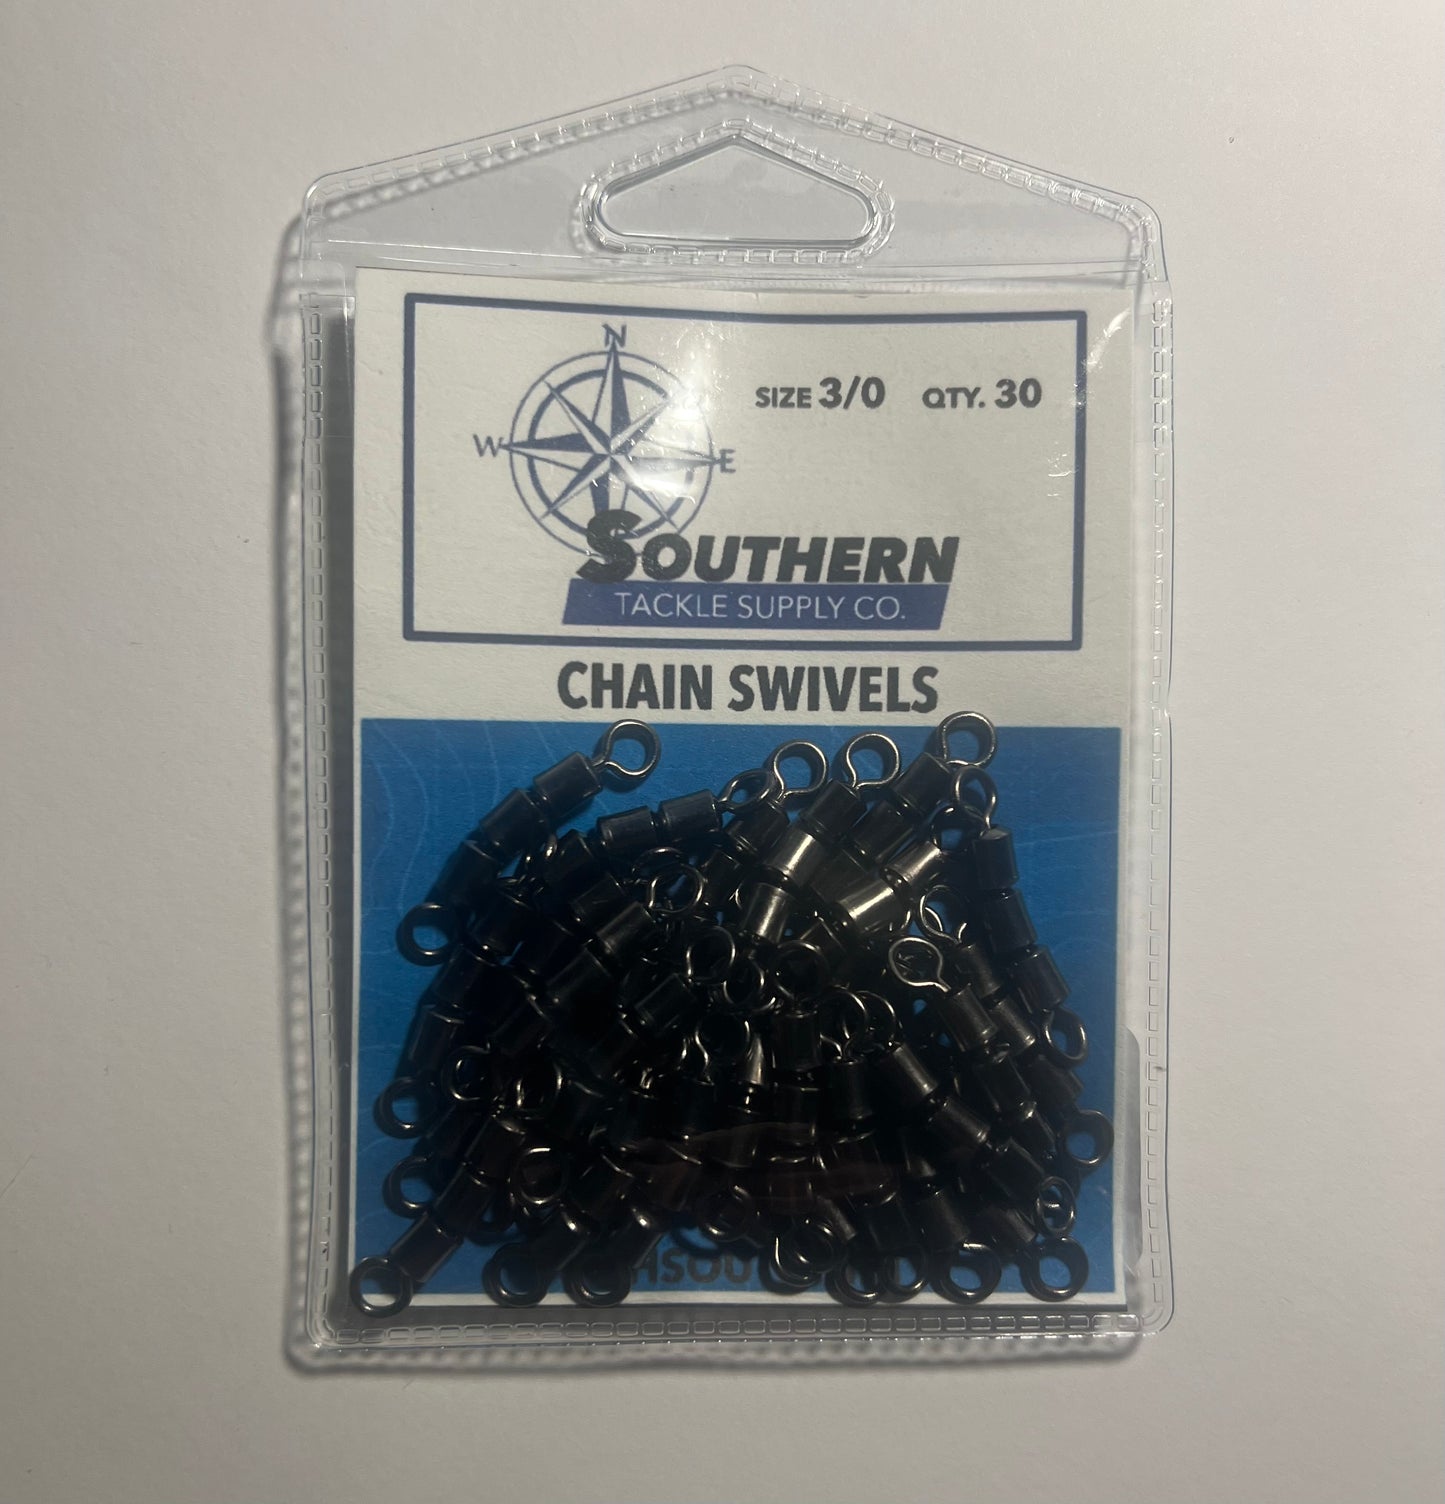 N
SIZE 3/0 QTY. 30
W
E
SOUTHERN
TACKLE SUPPLY CO.
CHAIN SWIVELS